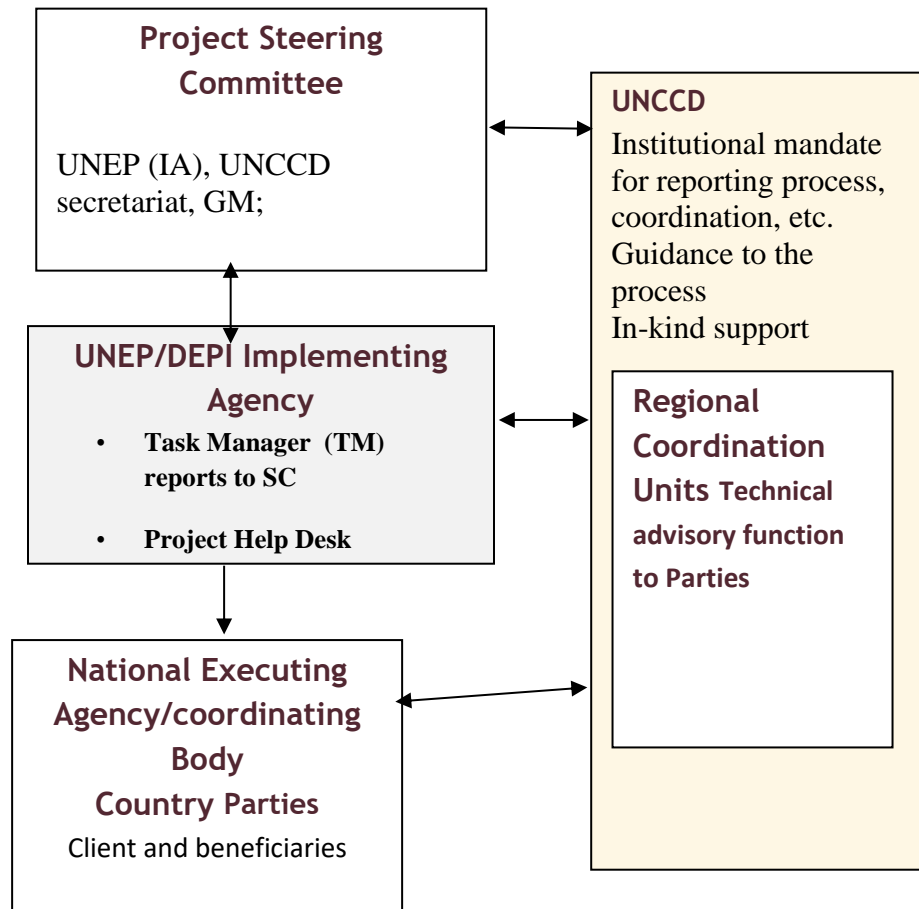 Project Steering
Committee
UNEP (IA), UNCCD
secretariat, GM;
UNEP/DEPI Implementing
Agency
• Task Manager (TM)
reports to SC
• Project Help Desk
National Executing
Agency/coordinating
Body
Country Parties
Client and beneficiaries
UNCCD
Institutional mandate
for reporting process,
coordination, etc.
Guidance to the
process
In-kind support
Regional
Coordination
Units Technical
advisory function
to Parties